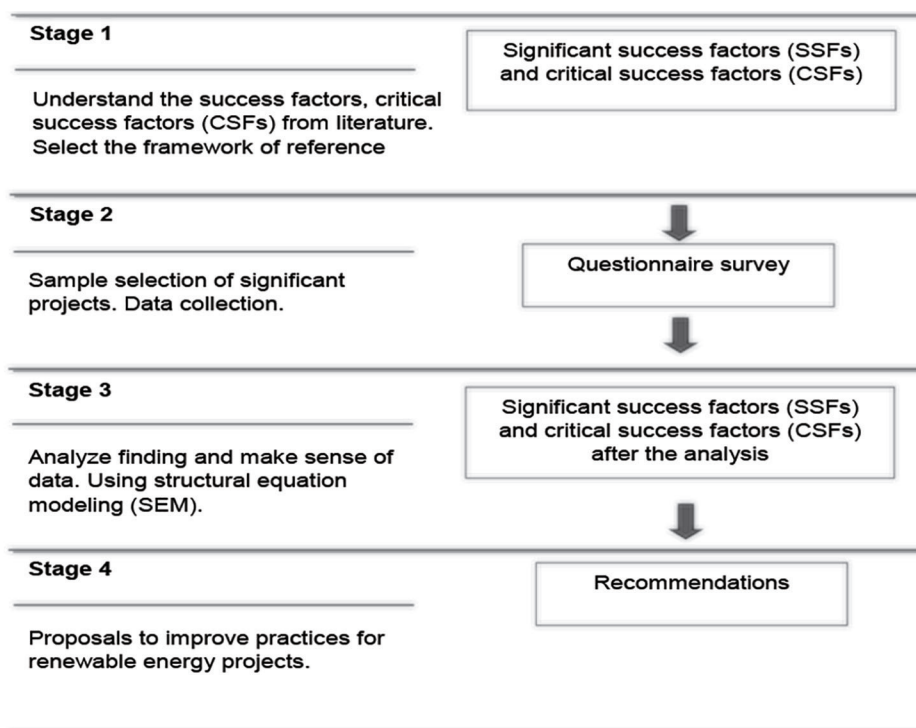 Stage 1
Significant success factors (SSFs)
and critical success factors (CSFs)
Understand the success factors, critical
success factors (CSFs) from literature.
Select the framework of reference
Stage 2
Questionnaire survey
Sample selection of significant
projects. Data collection.
Stage 3
Significant success factors (SSFs)
and critical success factors (CSFs)
after the analysis
Analyze finding and make sense of
data. Using structural equation
modeling (SEM).
Stage 4
Recommendations
Proposals to improve practices for
renewable energy projects.